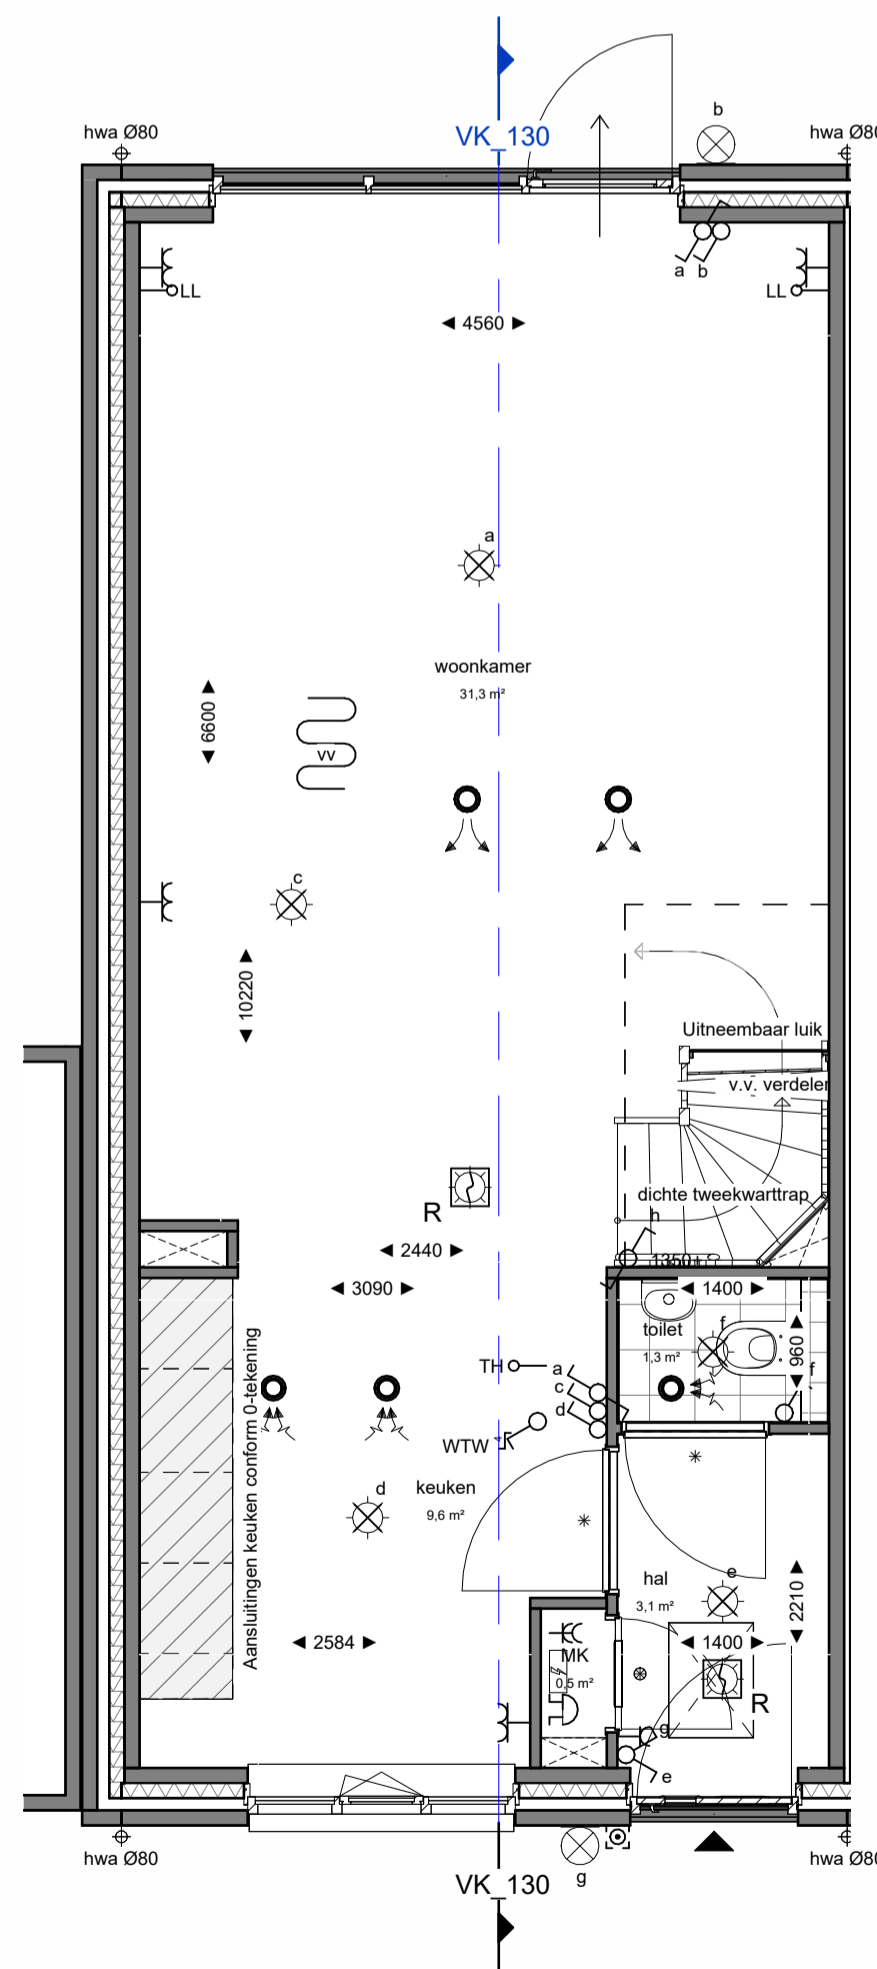 b
hwa Ø80
VK_130
hwa Ø80
a b
LL
LL
4560
a
woonkamer
31,3 m²
6600
vv
c
10220
Uitneembaar luik
v.v. verdeler
dichte tweekwarttrap
R
h
2440
1350+
3090
1400
toilet
f
1,3 m²
960
Aansluitingen keuken conform 0-tekening
TH
a
f
c
d
WTW
keuken
d
9,6 m²
hal
e
3,1 m²
2210
2584
1400
MK
0,5 m²
R
g
e
hwa Ø80
hwa Ø80
g
VK_130